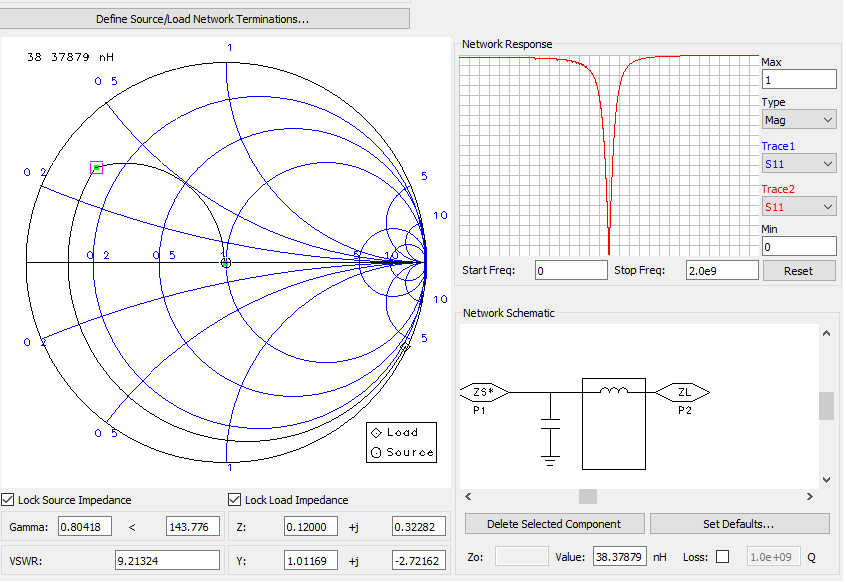 Define Source/Load Network Terminations...
38 37879 nH
1
0 5
0 2
5
10
0 2
0 5
1
5
10
10
0 2
5
0 5
1
Load
Source
Lock Source Impedance
Lock Load Impedance
Gamma: 0.80418 < 143.776
Z: 0.12000 +j 0.32282
VSWR: 9.21324
Y: 1.01169 +j -2.72162
Network Response
Max
1
Type
Mag
Trace1
S11
Trace2
S11
Min
0
Start Freq: 0 Stop Freq: 2.0e9 Reset
Network Schematic
ZS* ZL
P1 P2
Delete Selected Component Set Defaults...
Zo: Value: 38.37879 nH Loss: 1.0e+09 Q